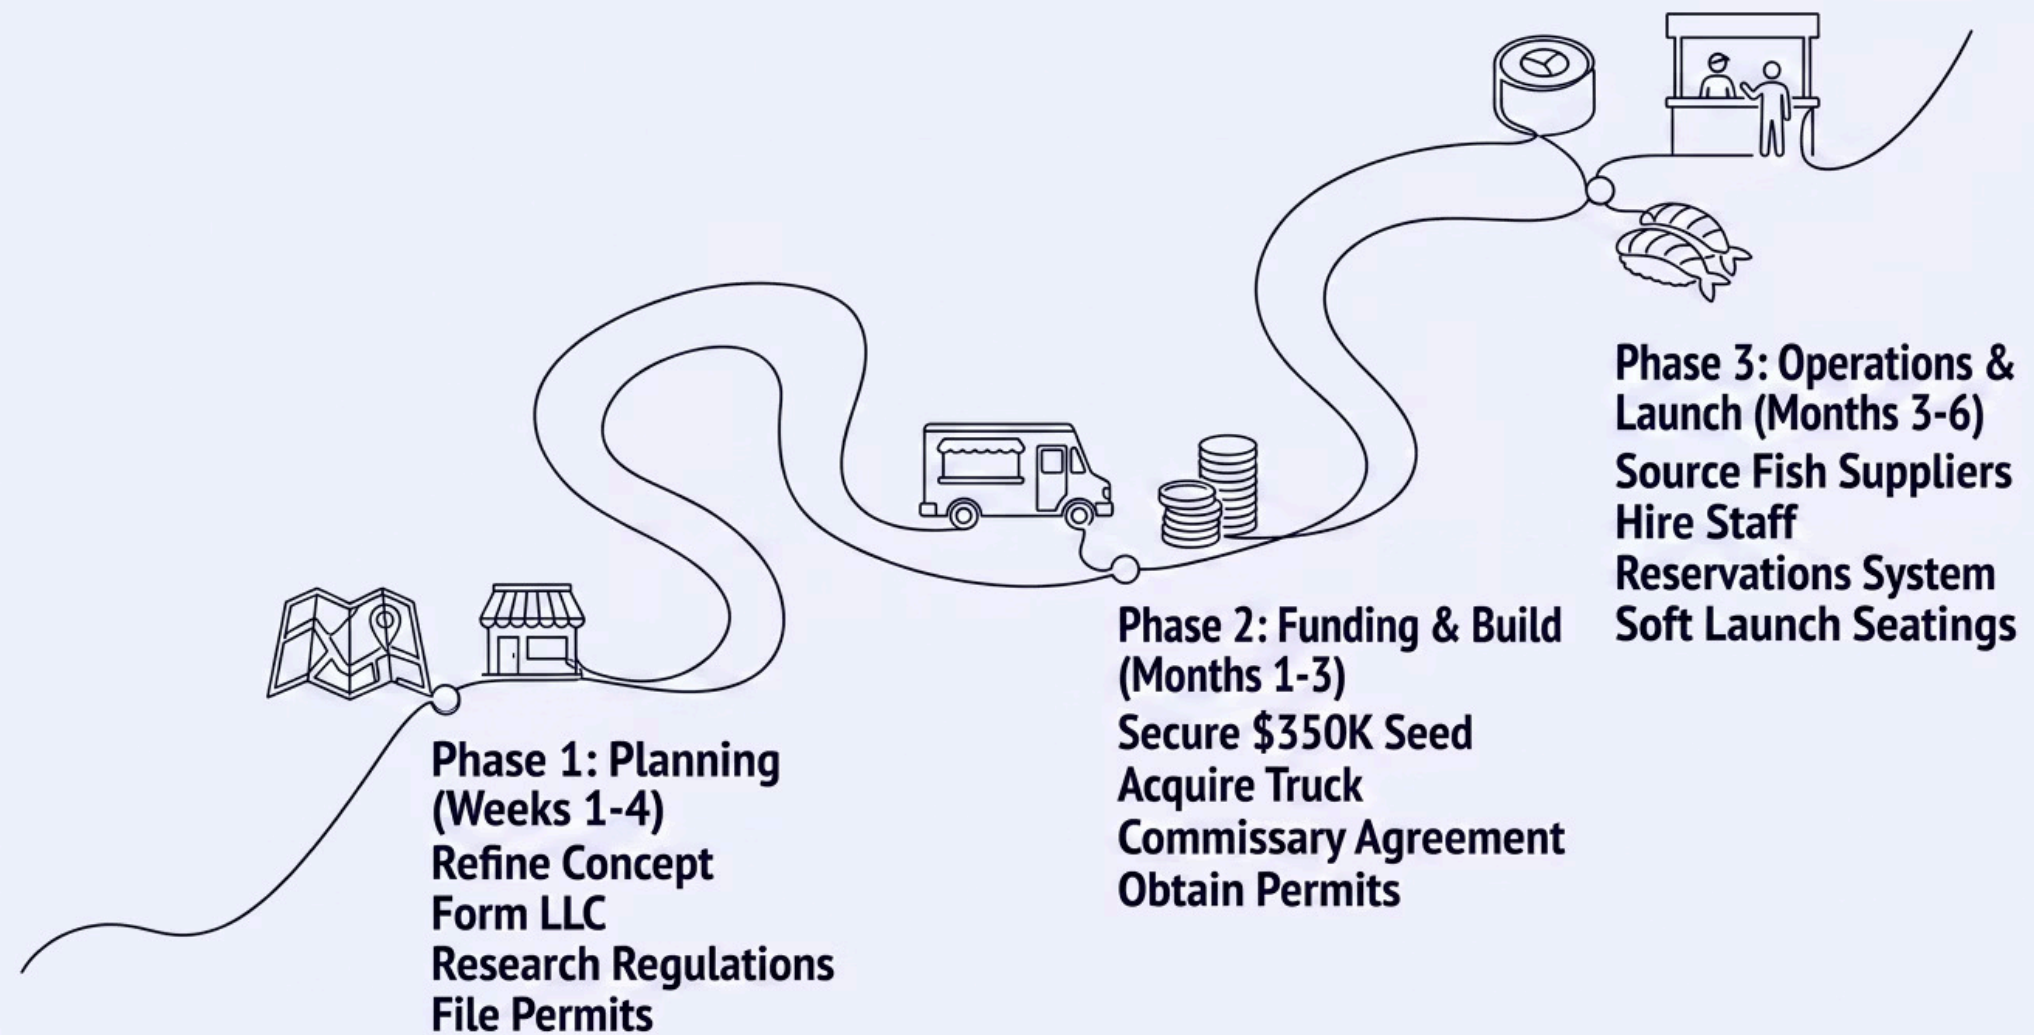 Phase 1: Planning
(Weeks 1-4)
Refine Concept
Form LLC
Research Regulations
File Permits
Phase 2: Funding & Build
(Months 1-3)
Secure $350K Seed
Acquire Truck
Commissary Agreement
Obtain Permits
Phase 3: Operations &
Launch (Months 3-6)
Source Fish Suppliers
Hire Staff
Reservations System
Soft Launch Seatings